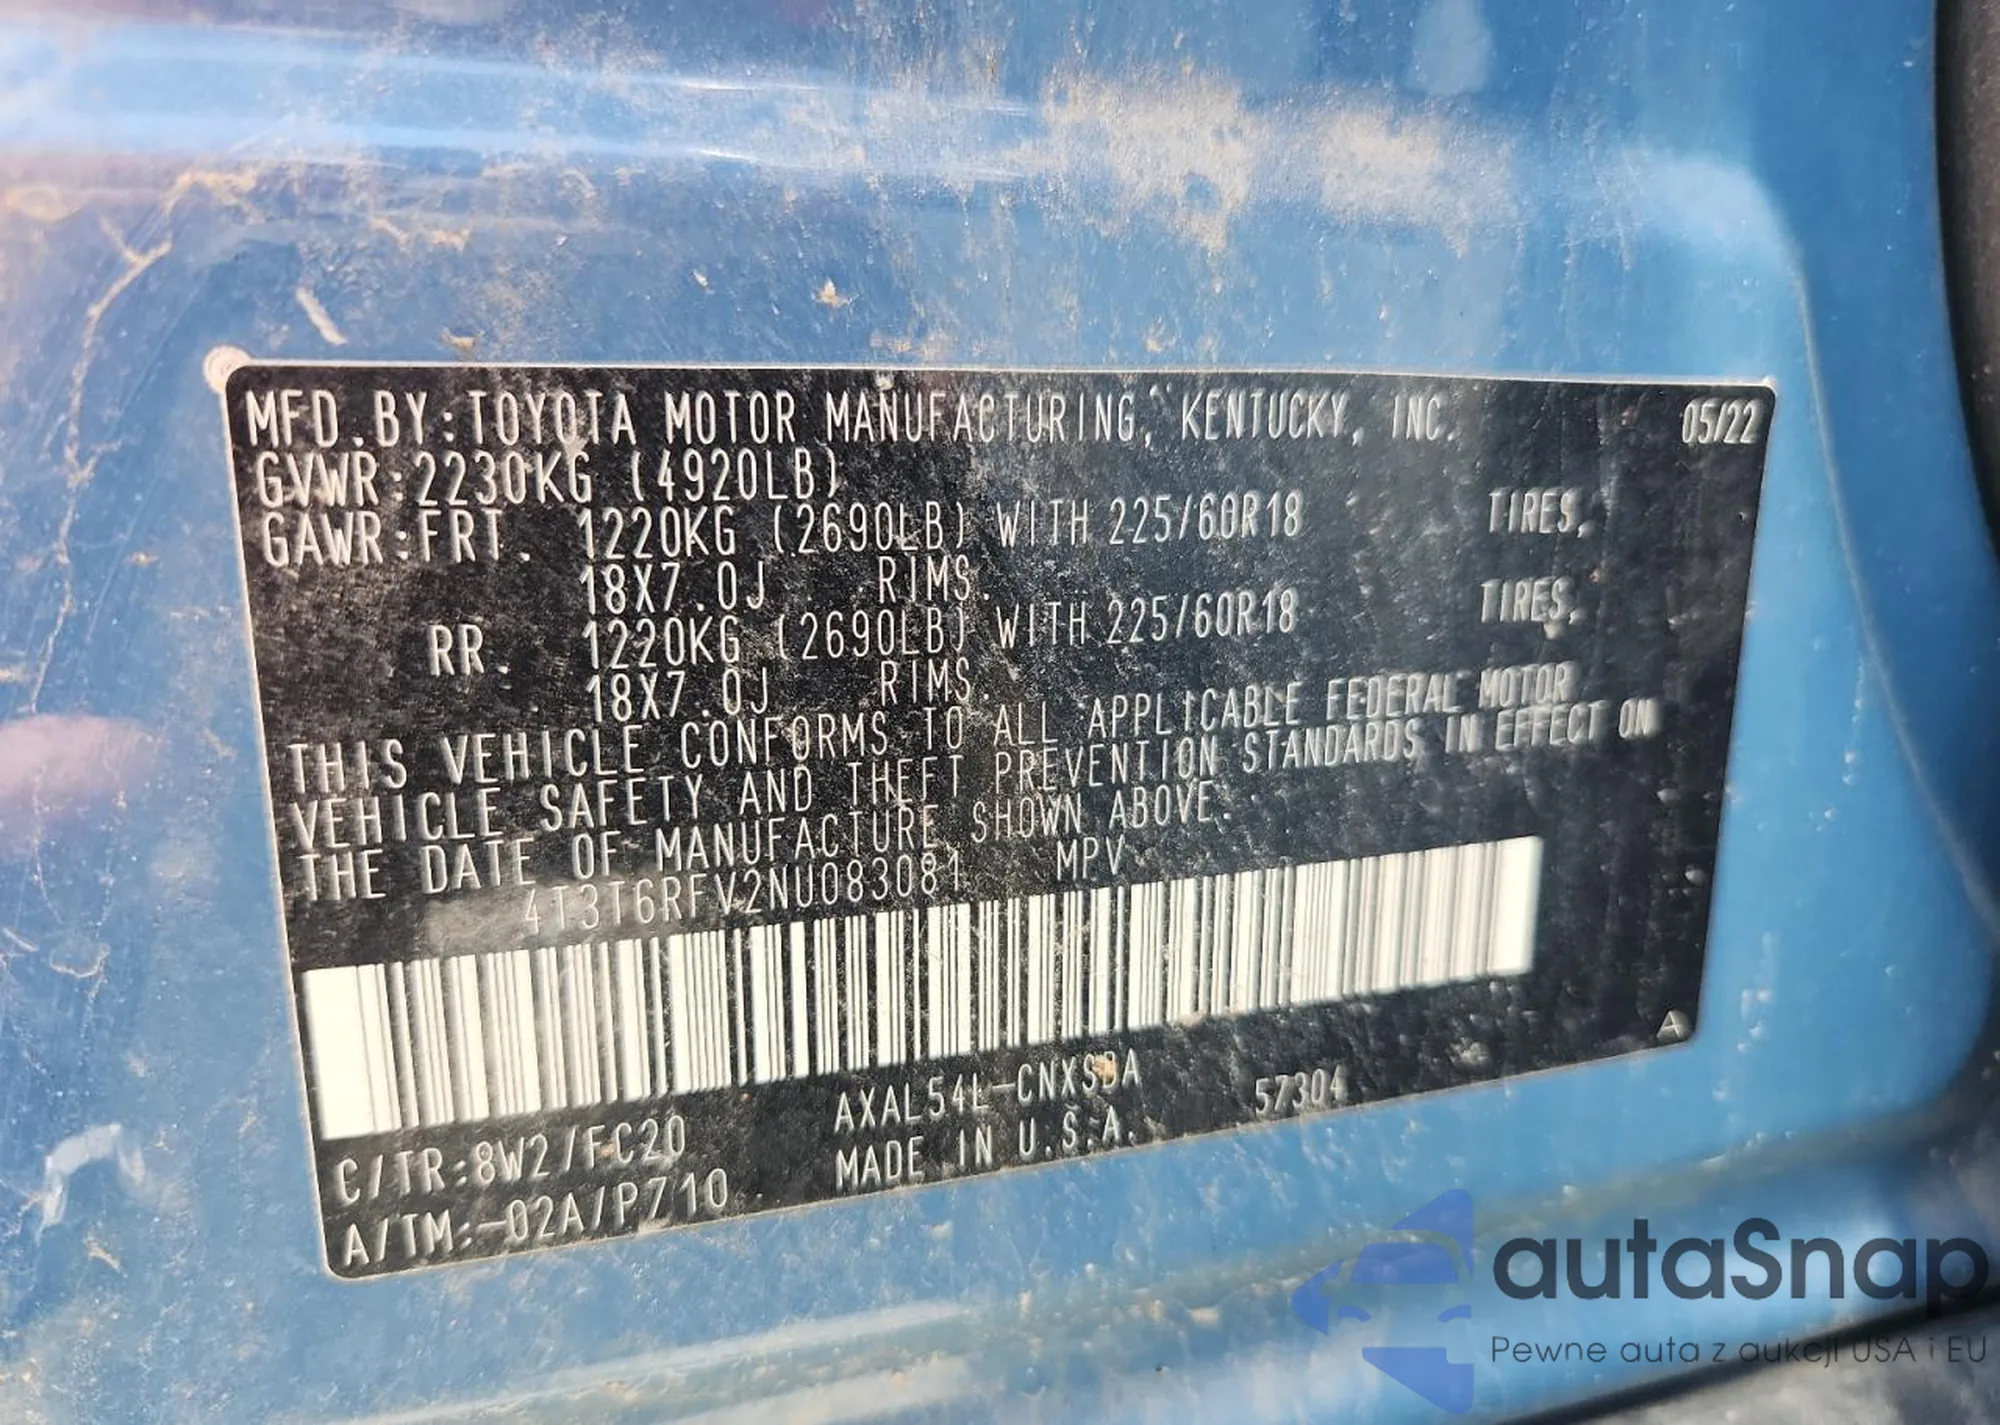 MFD.BY:TOYOTA MOTOR MANUFACTURING, KENTUCKY, INC. 05/22
GVWR:2230KG (4920LB)
GAWR:FRT. 1220KG (2690LB) WITH 225/60R18 TIRES,
18X7.0J RIMS.
RR. 1220KG (2690LB) WITH 225/60R18 TIRES,
18X7.0J RIMS.
THIS VEHICLE CONFORMS TO ALL APPLICABLE FEDERAL MOTOR
VEHICLE SAFETY AND THEFT PREVENTION STANDARDS IN EFFECT ON
THE DATE OF MANUFACTURE SHOWN ABOVE.
4T3T6RFV2NU083081 MPV
A
C/TR:8W2/FC20 AXAL54L-CNXSBA 57304
A/TM:-02A/P710 MADE IN U.S.A.
autaSnap
Pewne auta z aukcji USA i EU